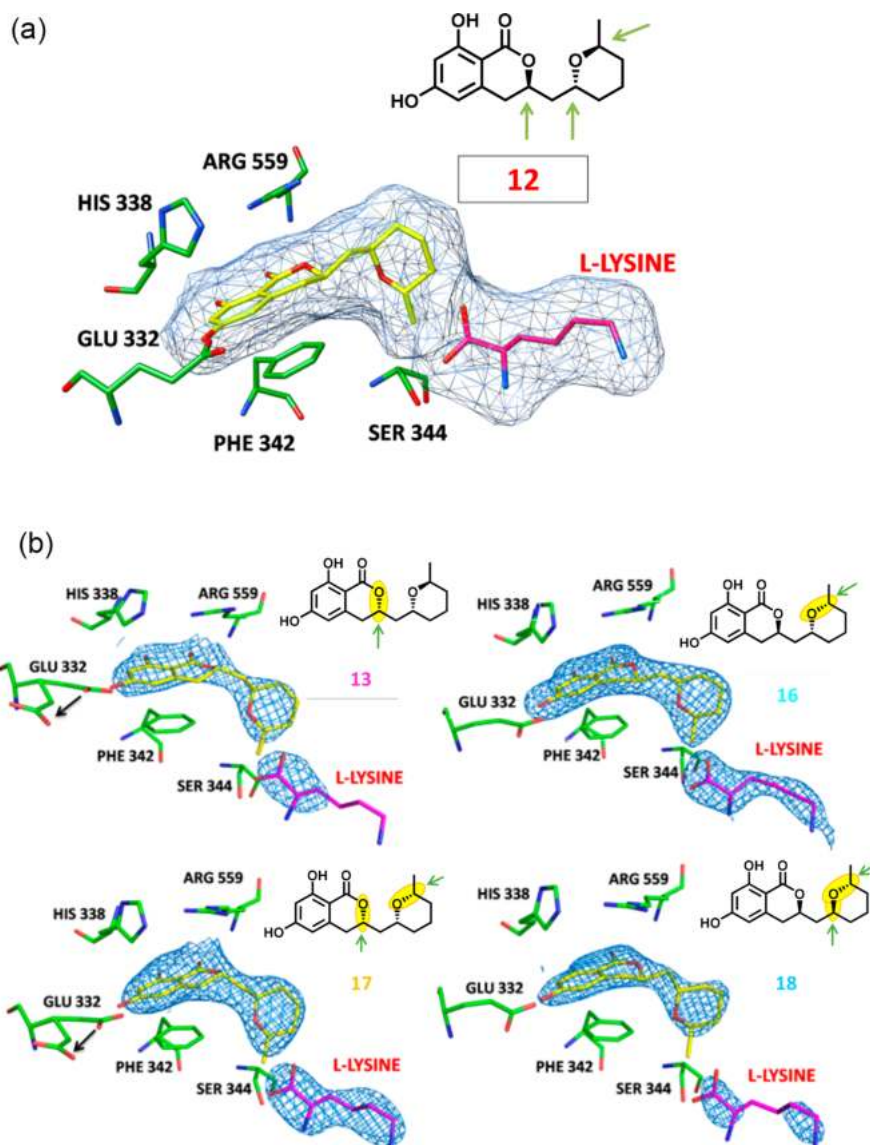 (a)
OH
O
O
O
HO
12
ARG 559
HIS 338
L-LYSINE
GLU 332
PHE 342
SER 344
(b)
OH
O
O
O
HO
HIS 338
ARG 559
GLU 332
13
PHE 342
SER 344
L-LYSINE
OH
O
O
O
HO
ARG 559
HIS 338
GLU 332
16
PHE 342
L-LYSINE
SER 344
OH
O
O
O
HO
ARG 559
HIS 338
17
GLU 332
PHE 342
L-LYSINE
SER 344
OH
O
O
O
HO
ARG 559
HIS 338
GLU 332
18
PHE 342
L-LYSINE
SER 344